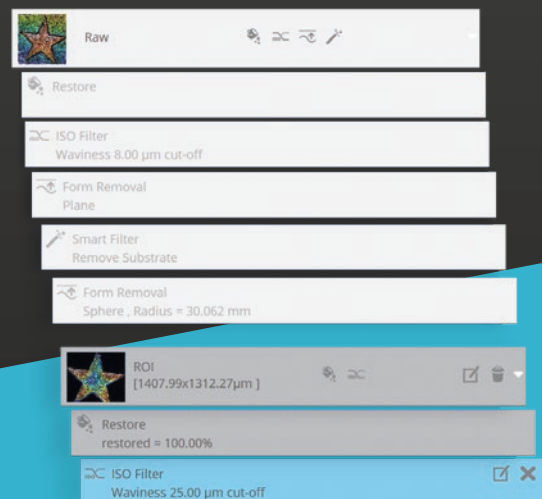 Raw
Restore
ISO Filter
Waviness 8.00 µm cut-off
Form Removal
Plane
Smart Filter
Remove Substrate
Form Removal
Sphere , Radius = 30.062 mm
ROI
[1407.99x1312.27µm ]
Restore
restored = 100.00%
ISO Filter
Waviness 25.00 µm cut-off